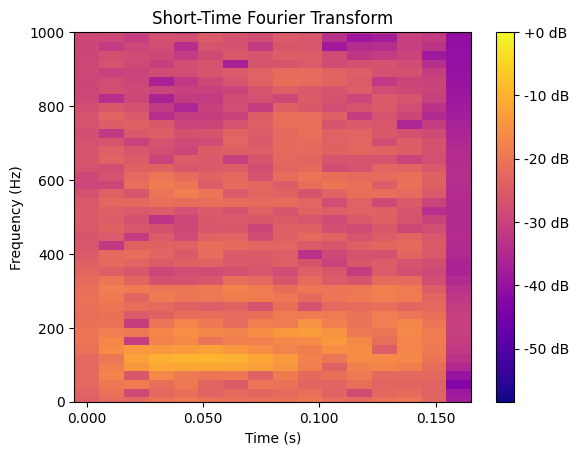 Short-Time Fourier Transform
1000
800
600
400
200
0
Frequency (Hz)
0.000
0.050
0.100
0.150
Time (s)
+0 dB
-10 dB
-20 dB
-30 dB
-40 dB
-50 dB